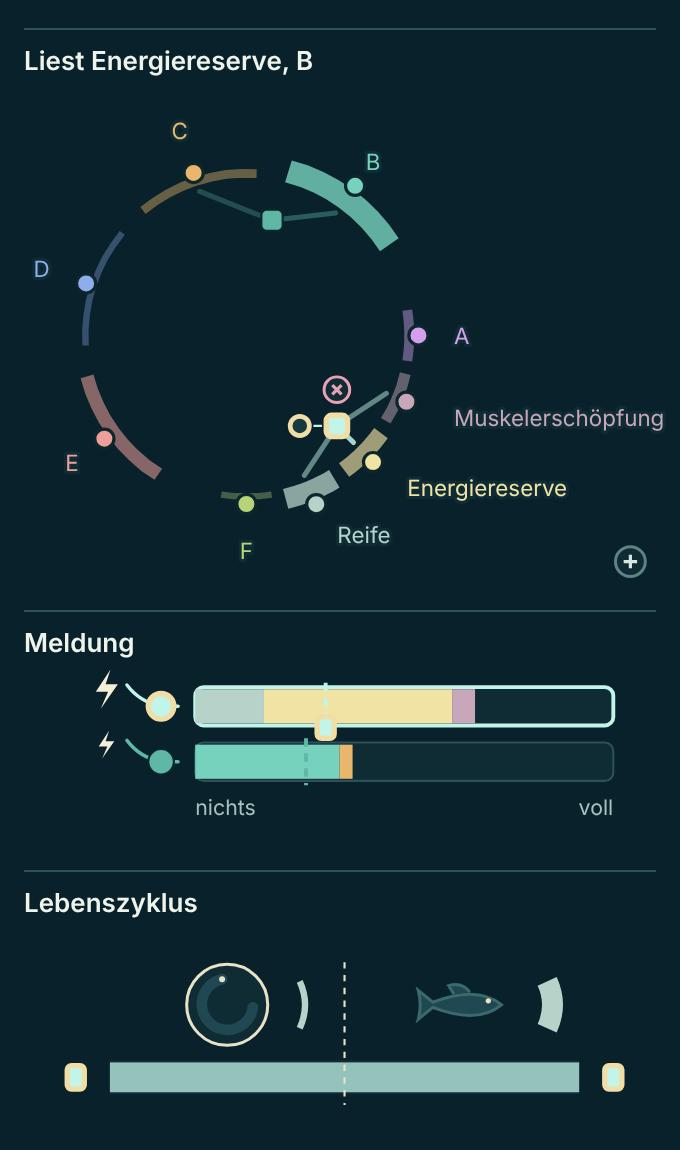 Liest Energiereserve, B
C
B
D
A
Muskelerschöpfung
E
Energiereserve
Reife
F
Meldung
nichts
voll
Lebenszyklus